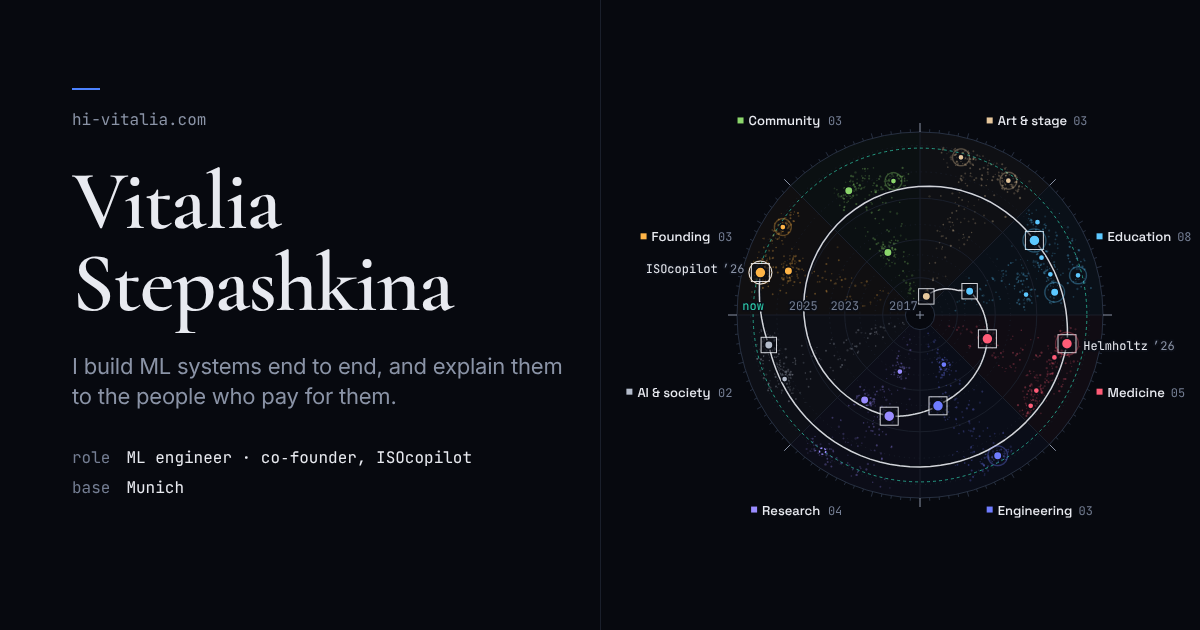 hi-vitalia.com
Vitalia
Stepashkina
I build ML systems end to end, and explain them
to the people who pay for them.
role ML engineer · co-founder, ISOcopilot
base Munich
Community 03
Art & stage 03
Founding 03
Education 08
ISOcopilot ’26
now 2025 2023 2017
Helmholtz ’26
AI & society 02
Medicine 05
Research 04
Engineering 03